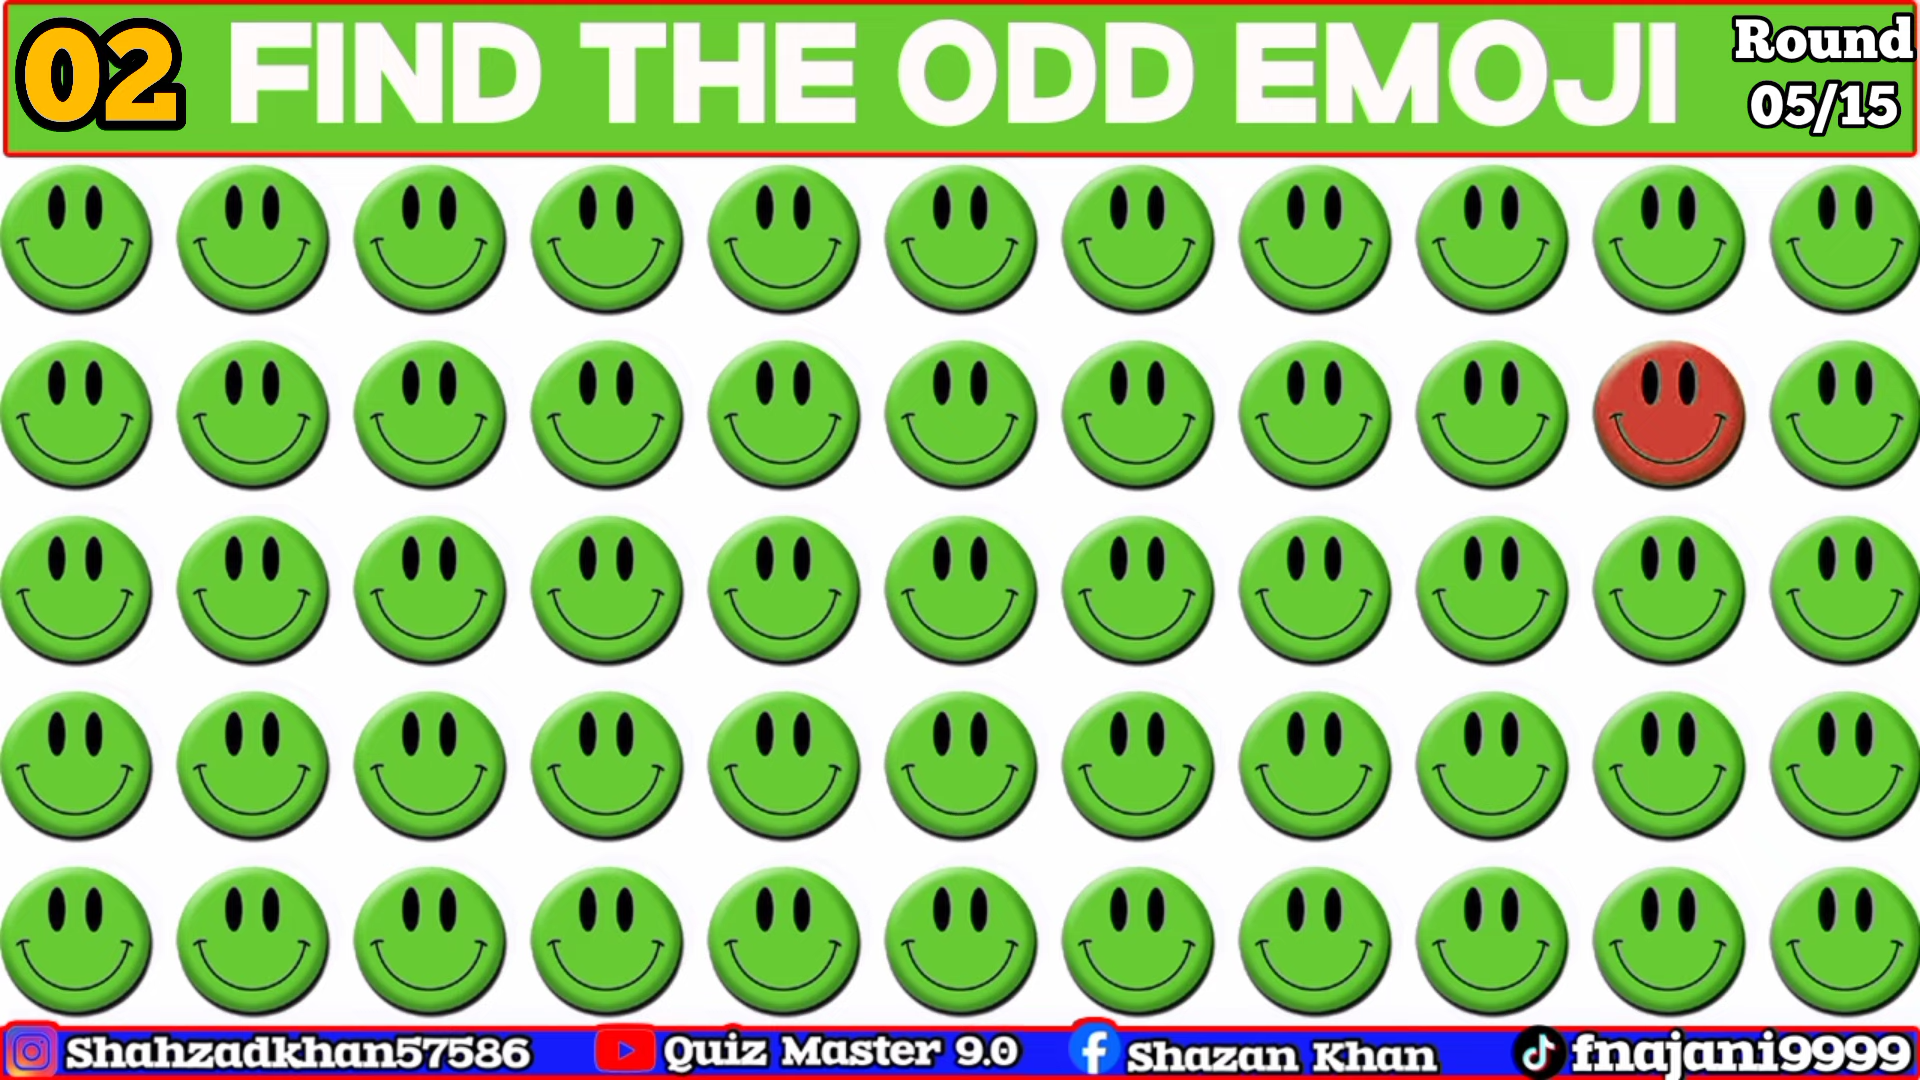 02 FIND THE ODD EMOJI
Round
05/15
Shahzadkhan57586
Quiz Master 9.0
Shazan Khan
fnajani9999